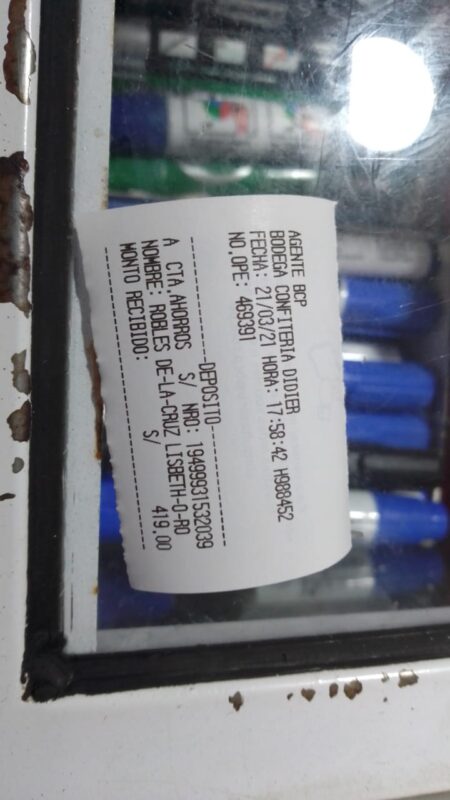 AGENTE BCP
BODEGA CONFITERIA DIDIER
FECHA: 21/03/21 HORA: 17:58:42 H988452
NO.OPE: 469391
----------------DEPOSITO----------------
A CTA AHORROS S/ NRO: 19499931532039
NOMBRE: ROBLES DE-LA-CRUZ LISBETH-O-RO
MONTO RECIBIDO: S/ 419.00